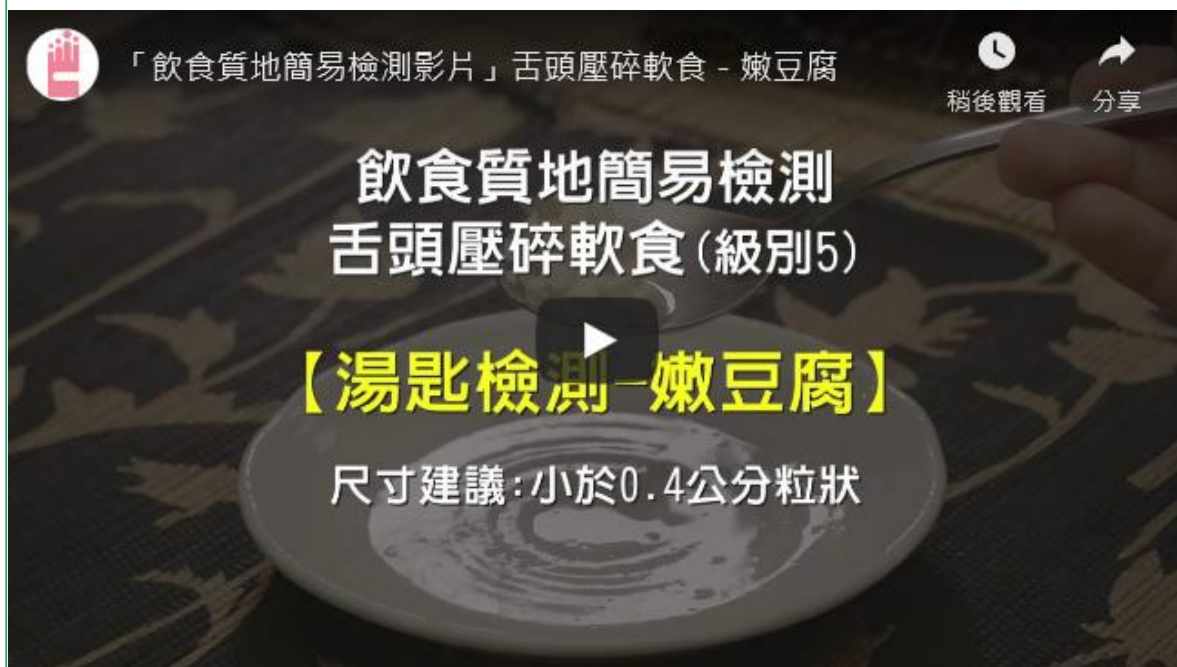 「飲食質地簡易檢測影片」舌頭壓碎軟食 - 嫩豆腐
稍後觀看
分享
飲食質地簡易檢測
舌頭壓碎軟食(級別5)
【湯匙檢測-嫩豆腐】
尺寸建議:小於0.4公分粒狀